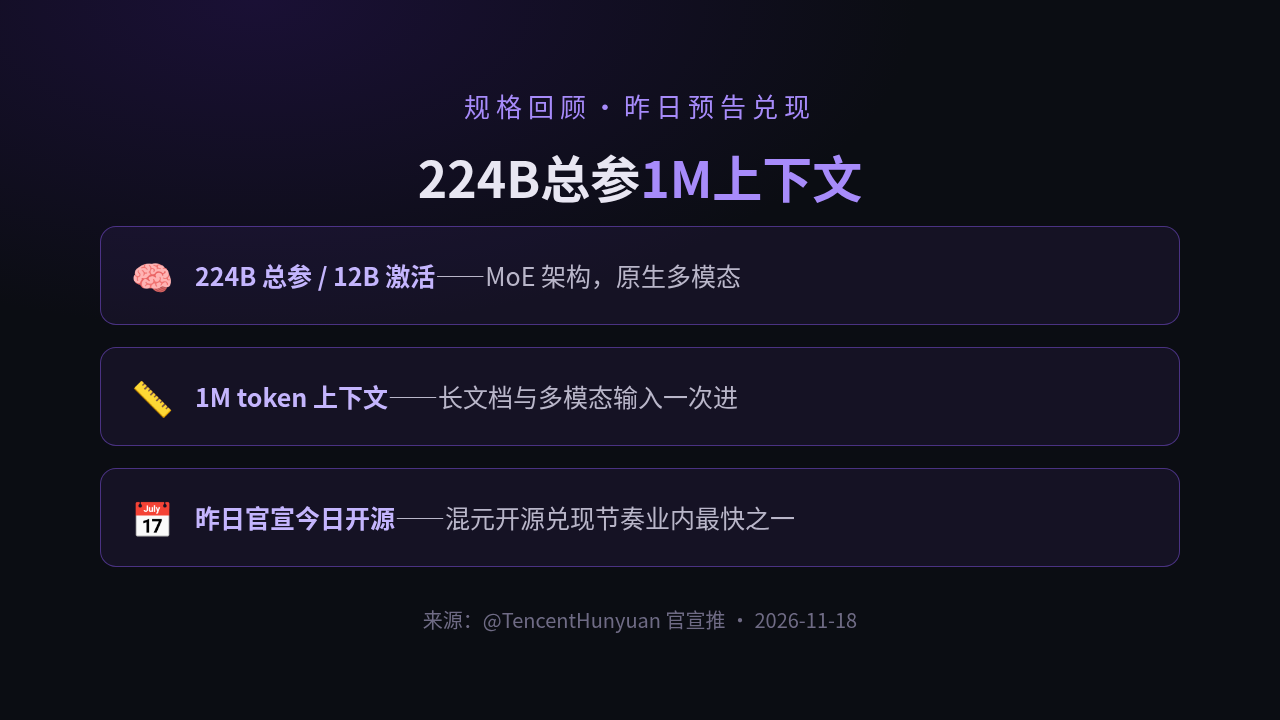 规格回顾·昨日预告兑现
224B总参1M上下文
224B 总参 / 12B 激活——MoE 架构，原生多模态
1M token 上下文——长文档与多模态输入一次进
July 17 昨日官宣今日开源——混元开源兑现节奏业内最快之一
来源：@TencentHunyuan 官宣推 · 2026-11-18